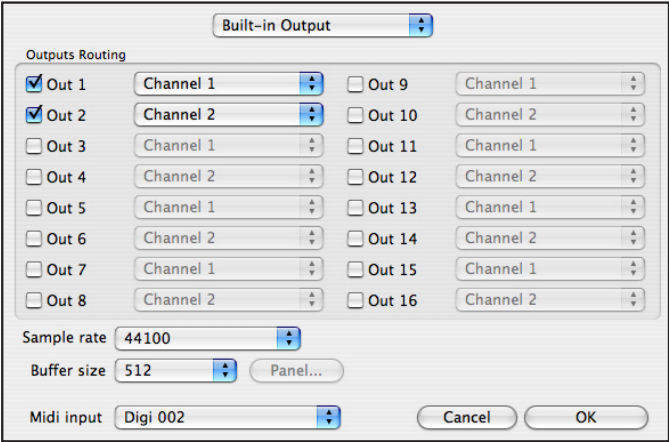 Built-in Output
Outputs Routing
Out 1 Channel 1 Out 9 Channel 1
Out 2 Channel 2 Out 10 Channel 2
Out 3 Channel 1 Out 11 Channel 1
Out 4 Channel 2 Out 12 Channel 2
Out 5 Channel 1 Out 13 Channel 1
Out 6 Channel 2 Out 14 Channel 2
Out 7 Channel 1 Out 15 Channel 1
Out 8 Channel 2 Out 16 Channel 2
Sample rate 44100
Buffer size 512 Panel...
Midi input Digi 002 Cancel OK